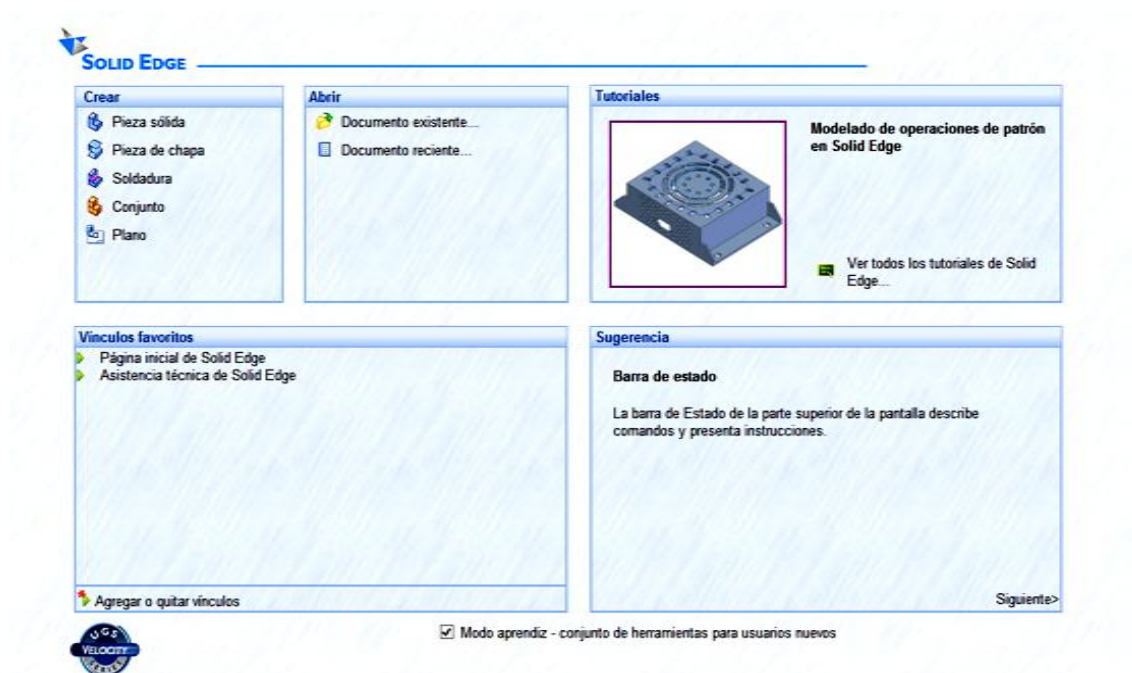 SOLID EDGE
Crear
Pieza sólida
Pieza de chapa
Soldadura
Conjunto
Plano
Abrir
Documento existente...
Documento reciente...
Tutoriales
Modelado de operaciones de patrón
en Solid Edge
Ver todos los tutoriales de Solid
Edge...
Vínculos favoritos
Página inicial de Solid Edge
Asistencia técnica de Solid Edge
Agregar o quitar vínculos
Sugerencia
Barra de estado
La barra de Estado de la parte superior de la pantalla describe
comandos y presenta instrucciones.
Siguiente>
UGS
VELOCITY
SERIES
Modo aprendiz - conjunto de herramientas para usuarios nuevos